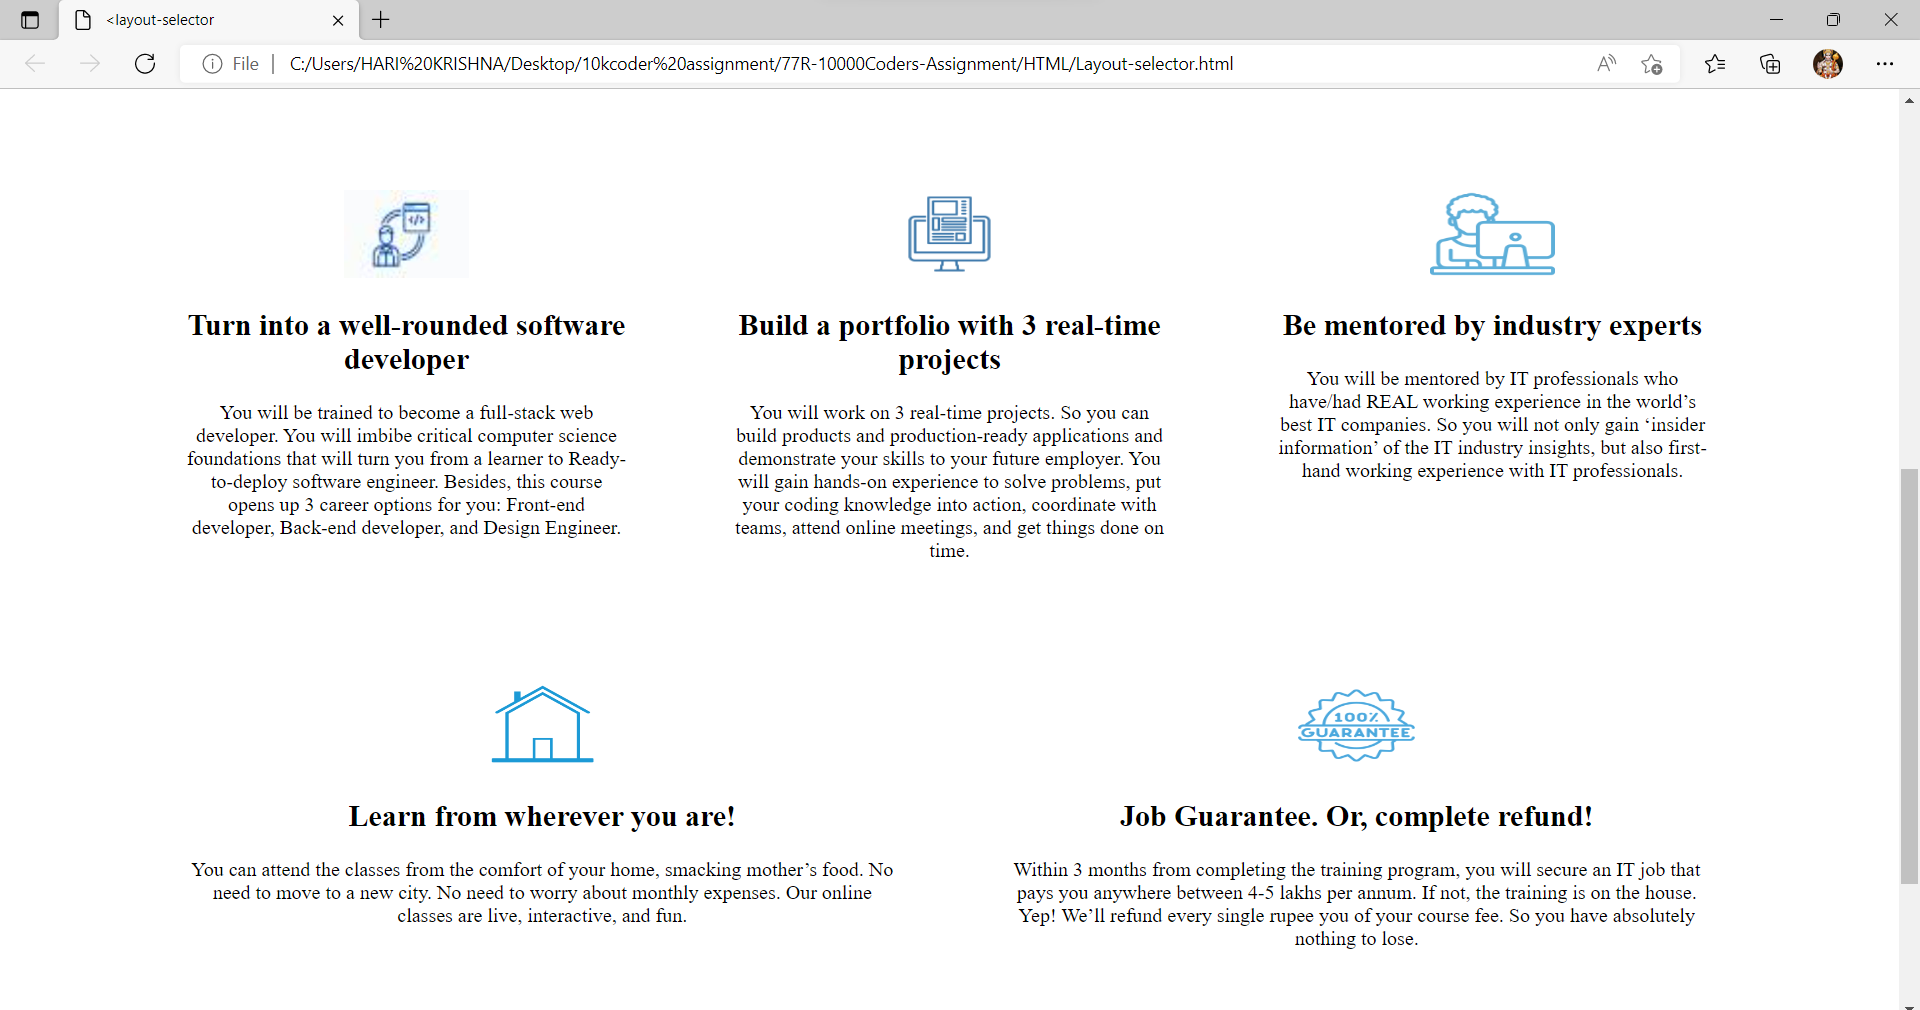 <layout-selector
File
C:/Users/HARI%20KRISHNA/Desktop/10kcoder%20assignment/77R-10000Coders-Assignment/HTML/Layout-selector.html
</>
Turn into a well-rounded software
developer
You will be trained to become a full-stack web
developer. You will imbibe critical computer science
foundations that will turn you from a learner to Ready-
to-deploy software engineer. Besides, this course
opens up 3 career options for you: Front-end
developer, Back-end developer, and Design Engineer.
Build a portfolio with 3 real-time
projects
You will work on 3 real-time projects. So you can
build products and production-ready applications and
demonstrate your skills to your future employer. You
will gain hands-on experience to solve problems, put
your coding knowledge into action, coordinate with
teams, attend online meetings, and get things done on
time.
Be mentored by industry experts
You will be mentored by IT professionals who
have/had REAL working experience in the world’s
best IT companies. So you will not only gain ‘insider
information’ of the IT industry insights, but also first-
hand working experience with IT professionals.
Learn from wherever you are!
You can attend the classes from the comfort of your home, smacking mother’s food. No
need to move to a new city. No need to worry about monthly expenses. Our online
classes are live, interactive, and fun.
100%
GUARANTEE
Job Guarantee. Or, complete refund!
Within 3 months from completing the training program, you will secure an IT job that
pays you anywhere between 4-5 lakhs per annum. If not, the training is on the house.
Yep! We’ll refund every single rupee you of your course fee. So you have absolutely
nothing to lose.